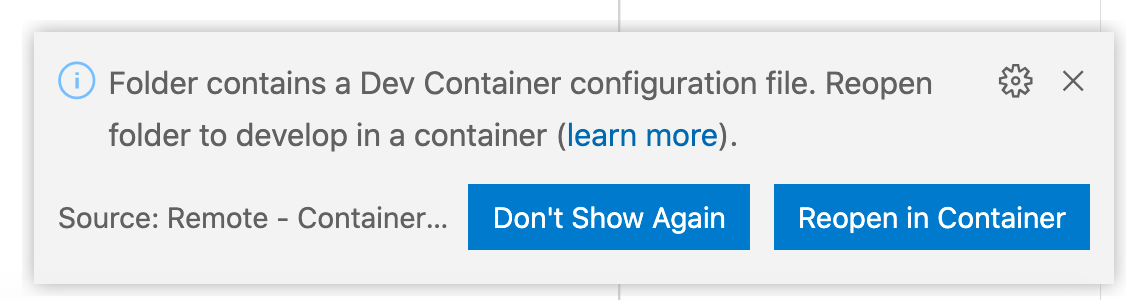 Folder contains a Dev Container configuration file. Reopen
folder to develop in a container (learn more).
Source: Remote - Container...
Don't Show Again
Reopen in Container